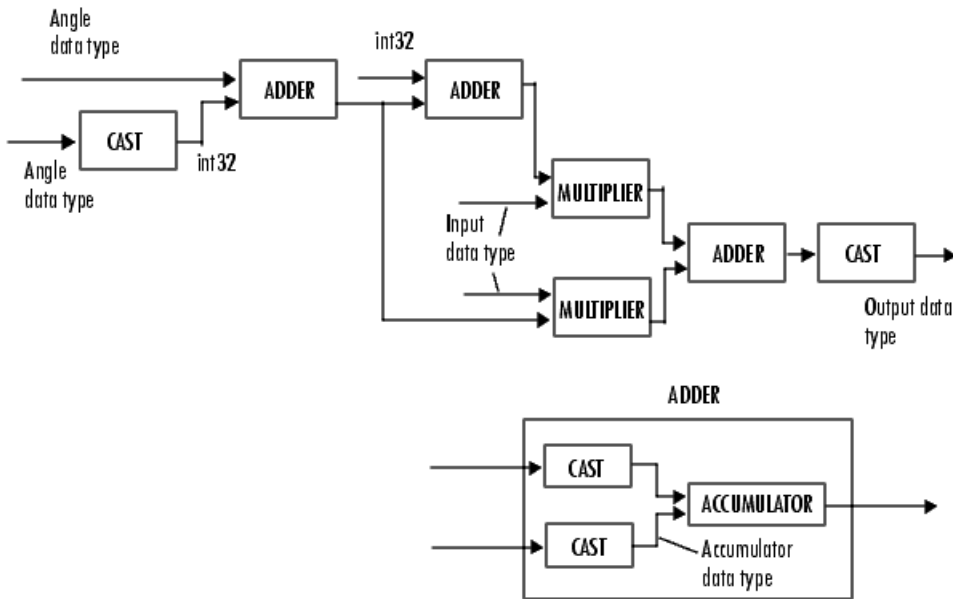 Angle
data type
int32
ADDER
ADDER
CAST
int32
Angle
data type
MULTIPLIER
Input
data type
ADDER
CAST
MULTIPLIER
Output data
type
ADDER
CAST
ACCUMULATOR
CAST
Accumulator
data type